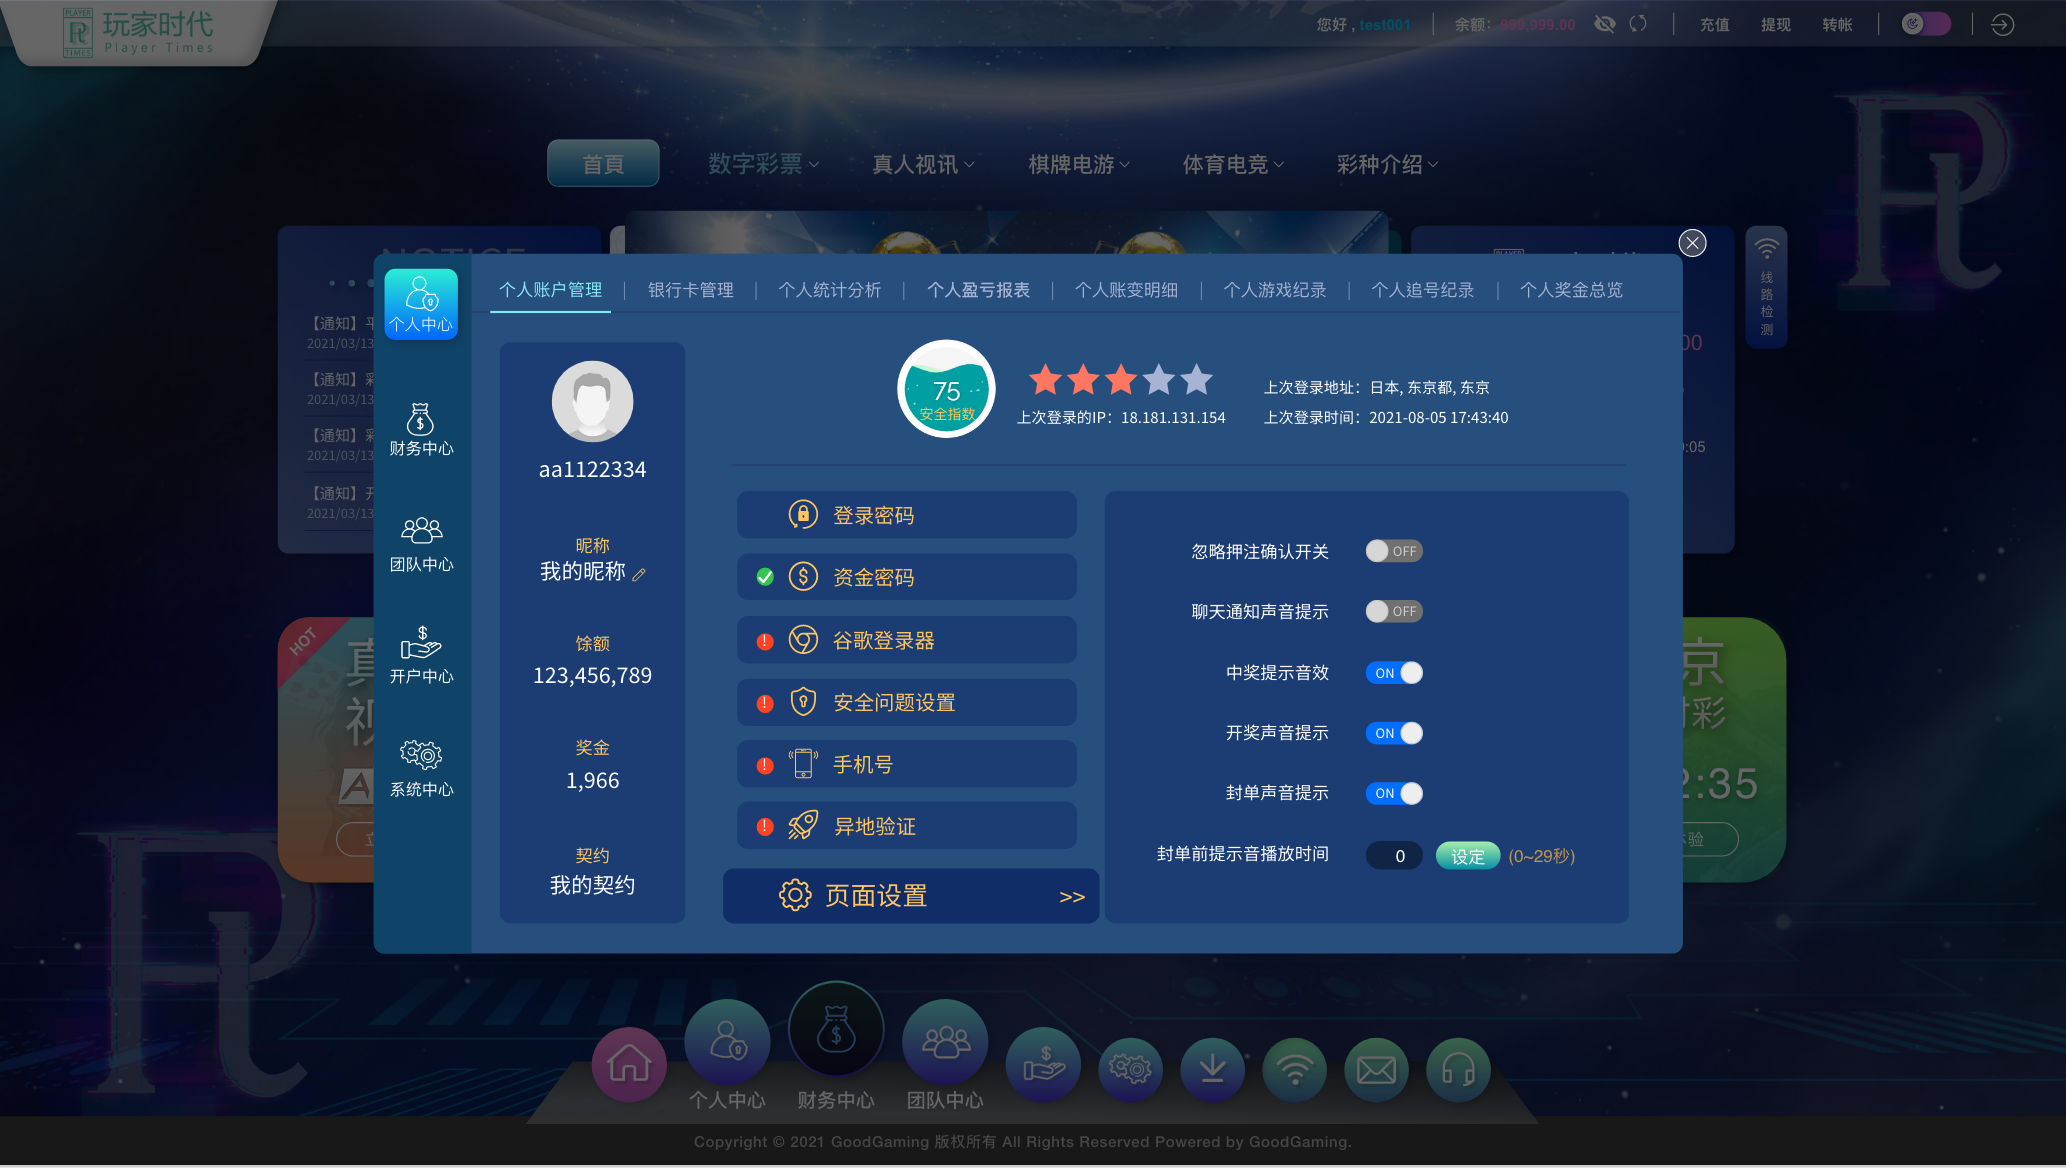 PLAYER
TIMES
玩家时代
Player Times
您好 , test001
余额: 999,999.00
充值
提现
转帐
首頁
数字彩票
真人视讯
棋牌电游
体育电竞
彩种介绍
NOTICE
线路检测
【通知】
2021/03/13
【通知】
2021/03/13
【通知】
2021/03/13
【通知】
2021/03/13
个人中心
财务中心
团队中心
开户中心
系统中心
个人账户管理
银行卡管理
个人统计分析
个人盈亏报表
个人账变明细
个人游戏纪录
个人追号纪录
个人奖金总览
aa1122334
昵称
我的昵称
馀额
123,456,789
奖金
1,966
契约
我的契约
75
安全指数
上次登录的IP：18.181.131.154
上次登录地址：日本, 东京都, 东京
上次登录时间：2021-08-05 17:43:40
登录密码
资金密码
谷歌登录器
安全问题设置
手机号
异地验证
页面设置
>>
忽略押注确认开关
OFF
聊天通知声音提示
OFF
中奖提示音效
ON
开奖声音提示
ON
封单声音提示
ON
封单前提示音播放时间
0
设定
(0~29秒)
HOT
:05
:35
个人中心
财务中心
团队中心
Copyright © 2021 GoodGaming 版权所有 All Rights Reserved Powered by GoodGaming.